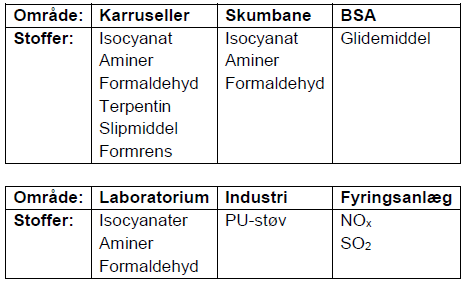 Område: Karruseller Skumbane BSA
Stoffer: Isocyanat Isocyanat Glidemiddel
Aminer Aminer
Formaldehyd Formaldehyd
Terpentin
Slipmiddel
Formrens
Område: Laboratorium Industri Fyringsanlæg
Stoffer: Isocyanater PU-støv NOₓ
Aminer SO₂
Formaldehyd